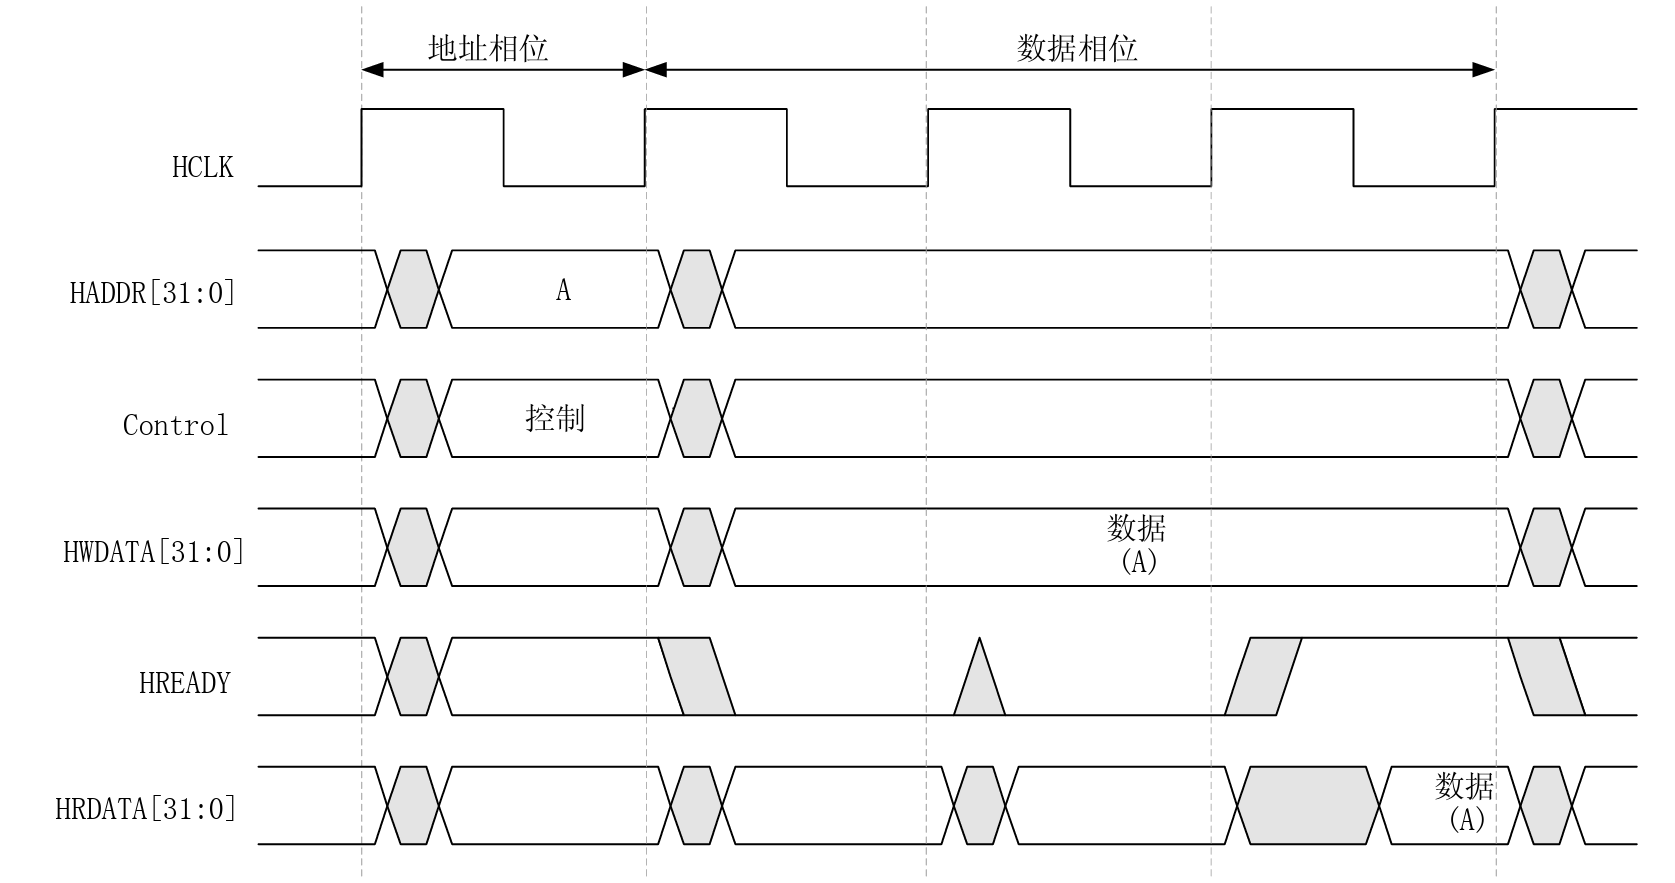 地址相位
数据相位
HCLK
HADDR[31:0]
A
Control
控制
HWDATA[31:0]
数据
(A)
HREADY
HRDATA[31:0]
数据
(A)